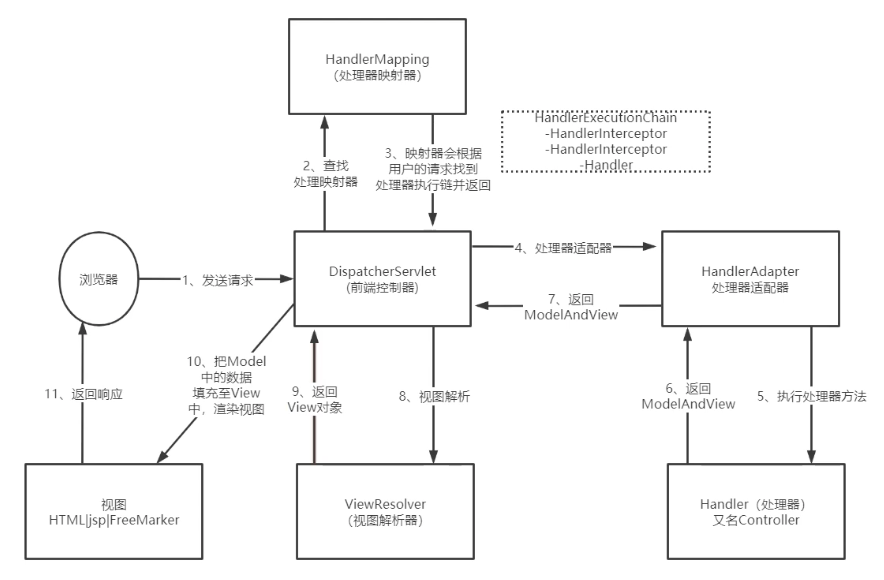 HandlerMapping
(处理器映射器)
HandlerExecutionChain
-HandlerInterceptor
-HandlerInterceptor
-Handler
2、查找
处理映射器
3、映射器会根据
用户的请求找到
处理器执行链并返回
浏览器
1、发送请求
DispatcherServlet
(前端控制器)
4、处理器适配器
HandlerAdapter
处理器适配器
7、返回
ModelAndView
11、返回响应
10、把Model
中的数据
填充至View
中，渲染视图
9、返回
View对象
8、视图解析
6、返回
ModelAndView
5、执行处理器方法
视图
HTML|jsp|FreeMarker
ViewResolver
(视图解析器)
Handler（处理器）
又名Controller